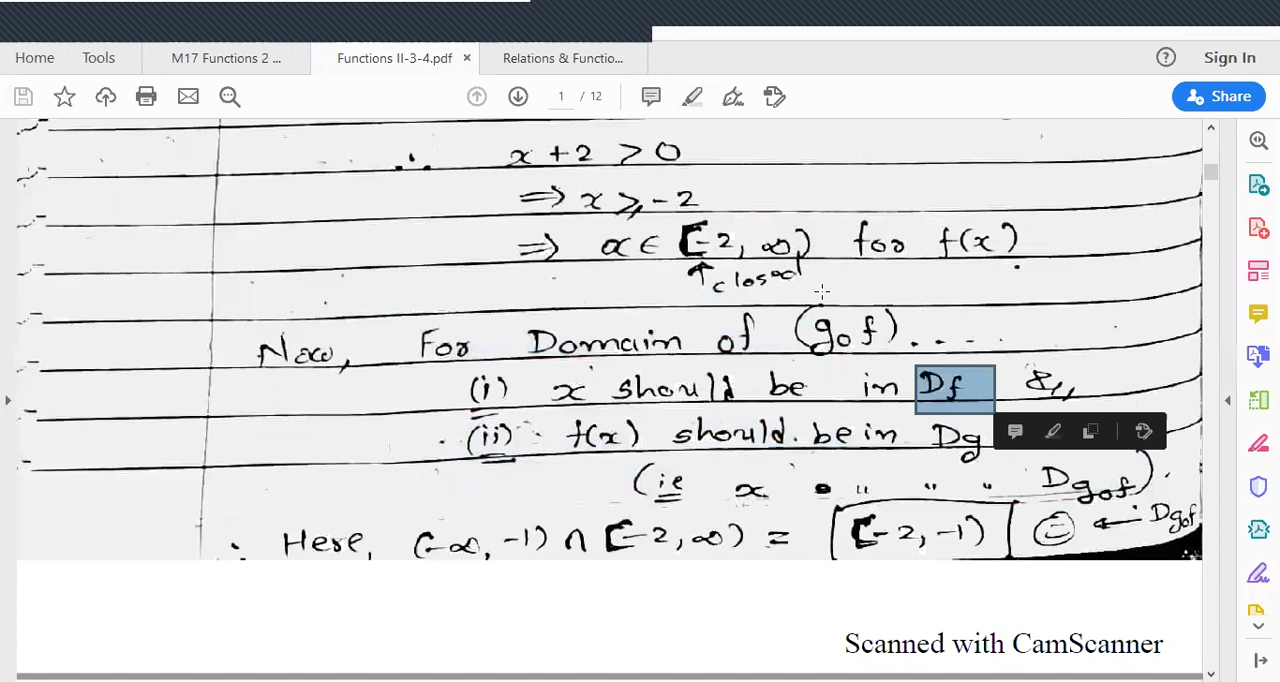 Home Tools M17 Functions 2 ... Functions II-3-4.pdf × Relations & Functio... Sign In
1 / 12 Share
∴ x + 2 > 0
⇒ x ⩾ -2
⇒ x ∈ [-2, ∞) for f(x)
↑ closed
Now, For Domain of (gof)....
(i) x should be in Df &,,
(ii) f(x) should be in Dg
(ie x " " " Dgof).
∴ Here, (-∞, -1) ∩ [-2, ∞) = [-2, -1) ← Dgof
Scanned with CamScanner